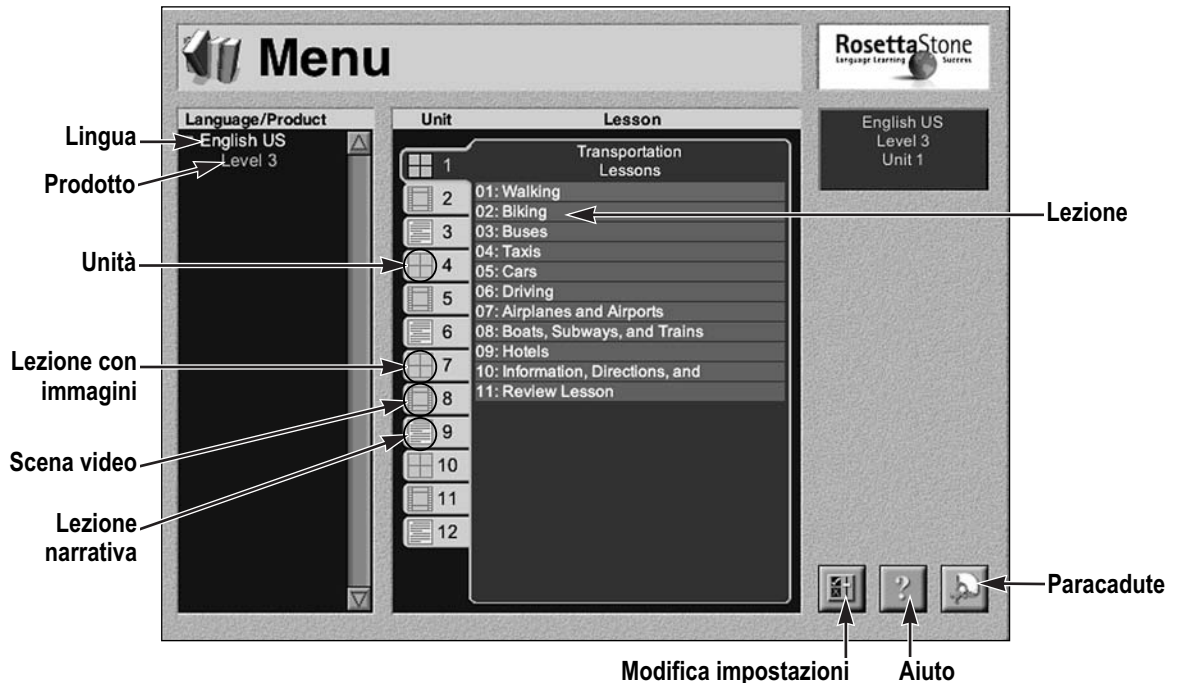 Menu
RosettaStone
Language Learning Success
Language/Product
English US
Level 3
Unit
Lesson
1
2
3
4
5
6
7
8
9
10
11
12
Transportation
Lessons
01: Walking
02: Biking
03: Buses
04: Taxis
05: Cars
06: Driving
07: Airplanes and Airports
08: Boats, Subways, and Trains
09: Hotels
10: Information, Directions, and
11: Review Lesson
English US
Level 3
Unit 1
Lingua
Prodotto
Unità
Lezione con
immagini
Scena video
Lezione
narrativa
Lezione
?
Paracadute
Modifica impostazioni
Aiuto